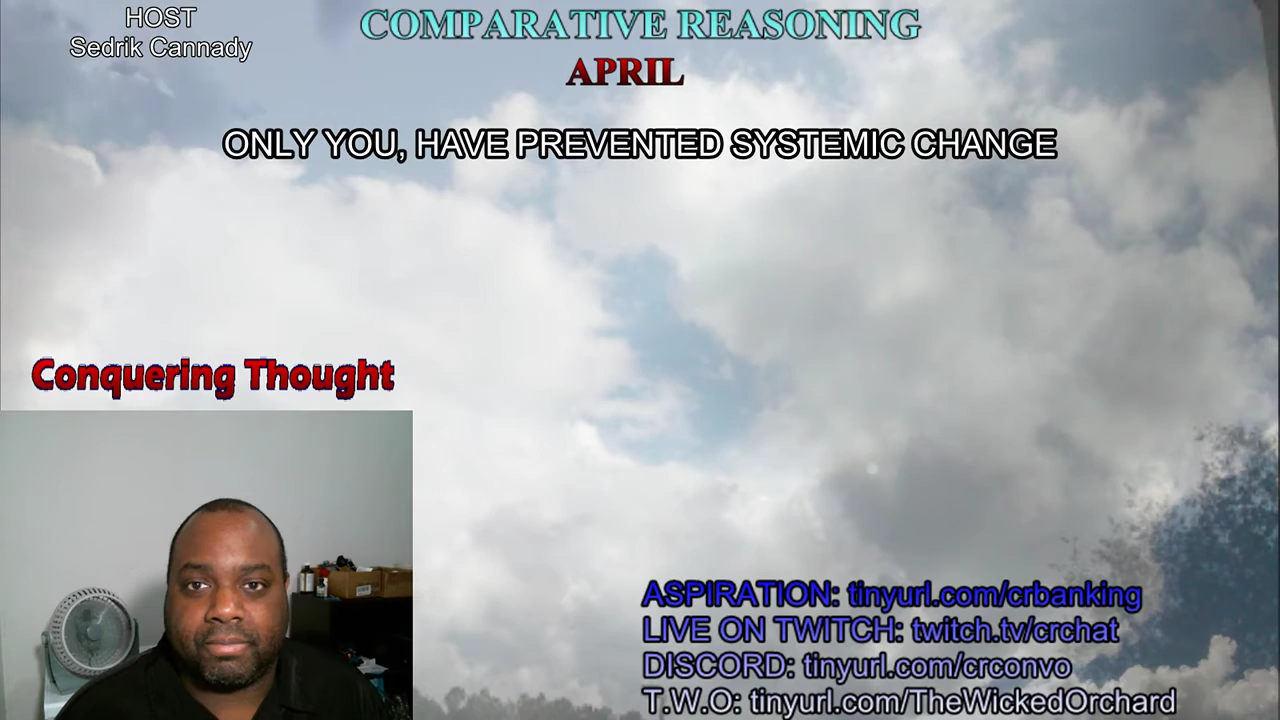 HOST
Sedrik Cannady
COMPARATIVE REASONING
APRIL
ONLY YOU, HAVE PREVENTED SYSTEMIC CHANGE
Conquering Thought
ASPIRATION: tinyurl.com/crbanking
LIVE ON TWITCH: twitch.tv/crchat
DISCORD: tinyurl.com/crconvo
T.W.O: tinyurl.com/TheWickedOrchard